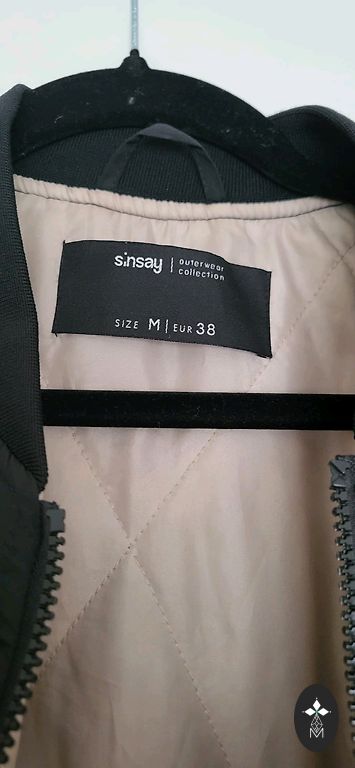 sinsay | outerwear
collection
SIZE M | EUR 38
M